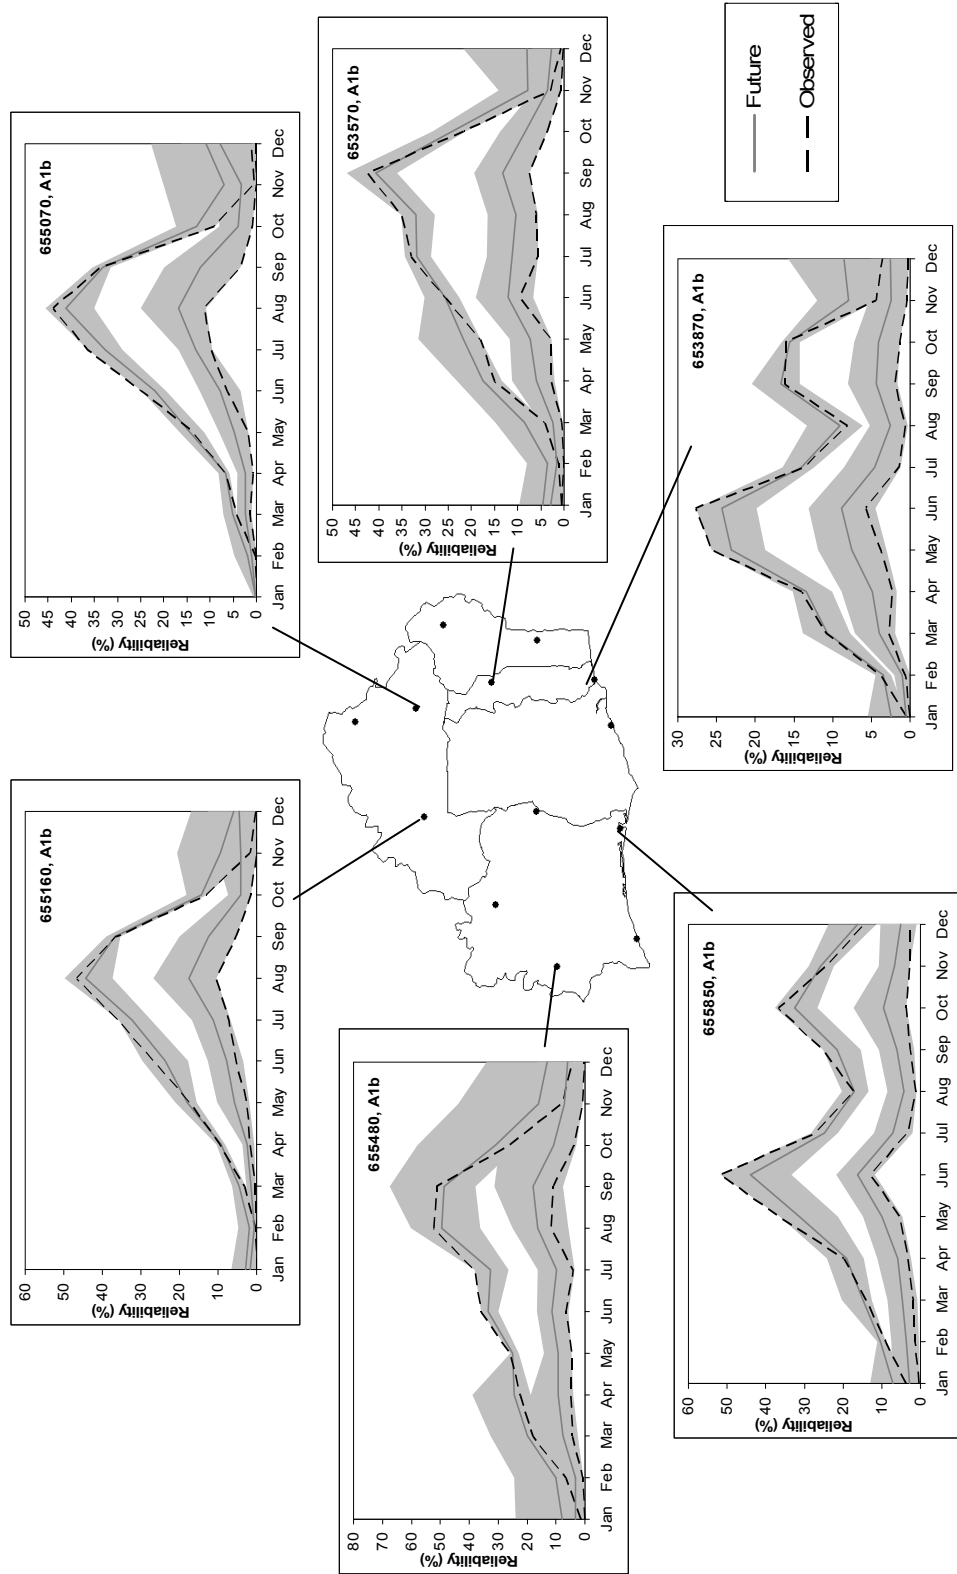 655160, A1b
Reliability (%)
60
50
40
30
20
10
0
Jan Feb Mar Apr May Jun Jul Aug Sep Oct Nov Dec
655070, A1b
Reliability (%)
50
45
40
35
30
25
20
15
10
5
0
Jan Feb Mar Apr May Jun Jul Aug Sep Oct Nov Dec
655480, A1b
Reliability (%)
80
70
60
50
40
30
20
10
0
Jan Feb Mar Apr May Jun Jul Aug Sep Oct Nov Dec
653570, A1b
Reliability (%)
50
45
40
35
30
25
20
15
10
5
0
Jan Feb Mar Apr May Jun Jul Aug Sep Oct Nov Dec
655850, A1b
Reliability (%)
60
50
40
30
20
10
0
Jan Feb Mar Apr May Jun Jul Aug Sep Oct Nov Dec
653870, A1b
Reliability (%)
30
25
20
15
10
5
0
Jan Feb Mar Apr May Jun Jul Aug Sep Oct Nov Dec
Future
Observed